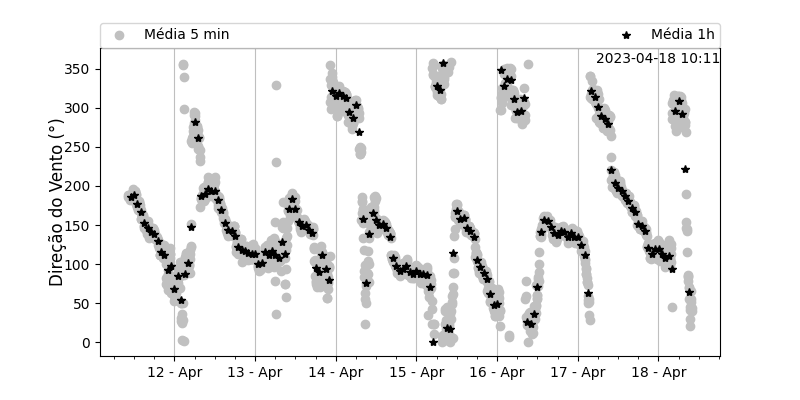 Média 5 min
Média 1h
2023-04-18 10:11
Direção do Vento (°)
350
300
250
200
150
100
50
0
12 - Apr
13 - Apr
14 - Apr
15 - Apr
16 - Apr
17 - Apr
18 - Apr